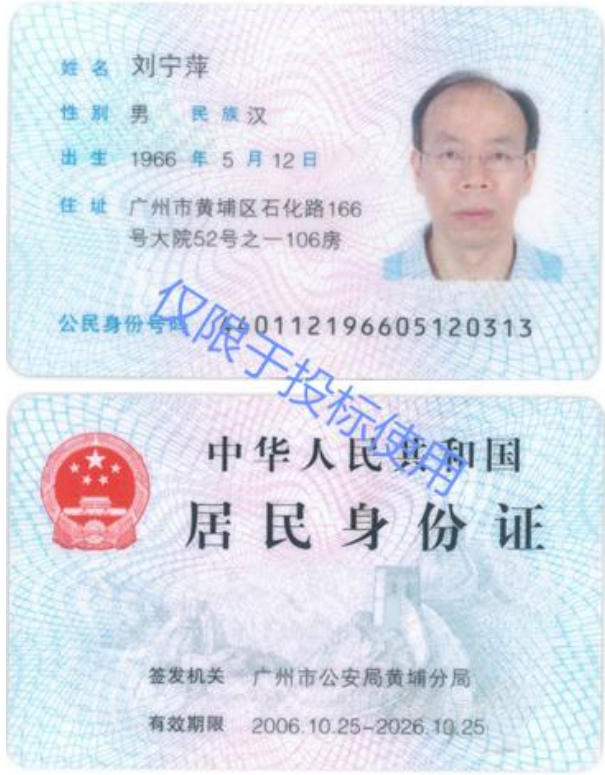 姓名 刘宁萍
性别 男 民族 汉
出生 1966 年 5 月 12 日
住址 广州市黄埔区石化路166
号大院52号之一106房
公民身份号码 440112196605120313
仅限于投标使用
中华人民共和国
居民身份证
签发机关 广州市公安局黄埔分局
有效期限 2006.10.25-2026.10.25